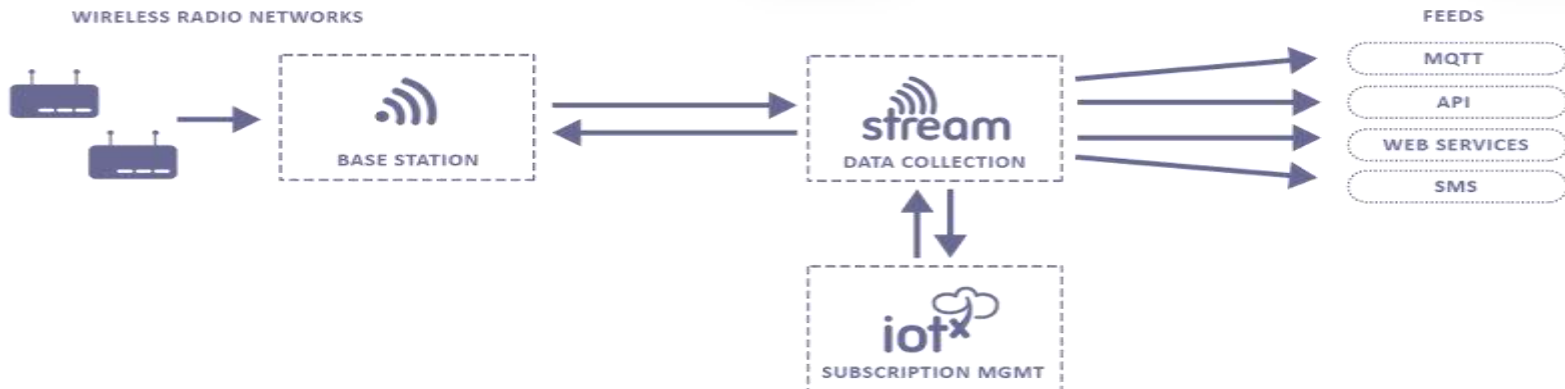 WIRELESS RADIO NETWORKS
FEEDS
BASE STATION
stream
DATA COLLECTION
MQTT
API
WEB SERVICES
SMS
iotx
SUBSCRIPTION MGMT